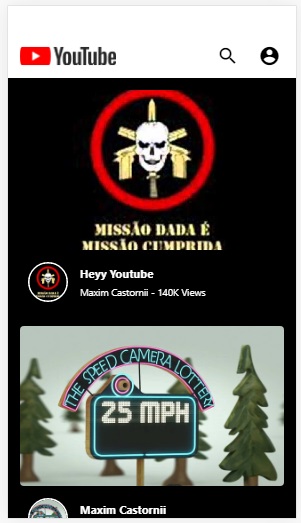 YouTube
MISSÃO DADA É
MISSÃO CUMPRIDA
Heyy Youtube
Maxim Castornii - 140K Views
THE SPEED CAMERA LOTTERY
25 MPH
Maxim Castornii